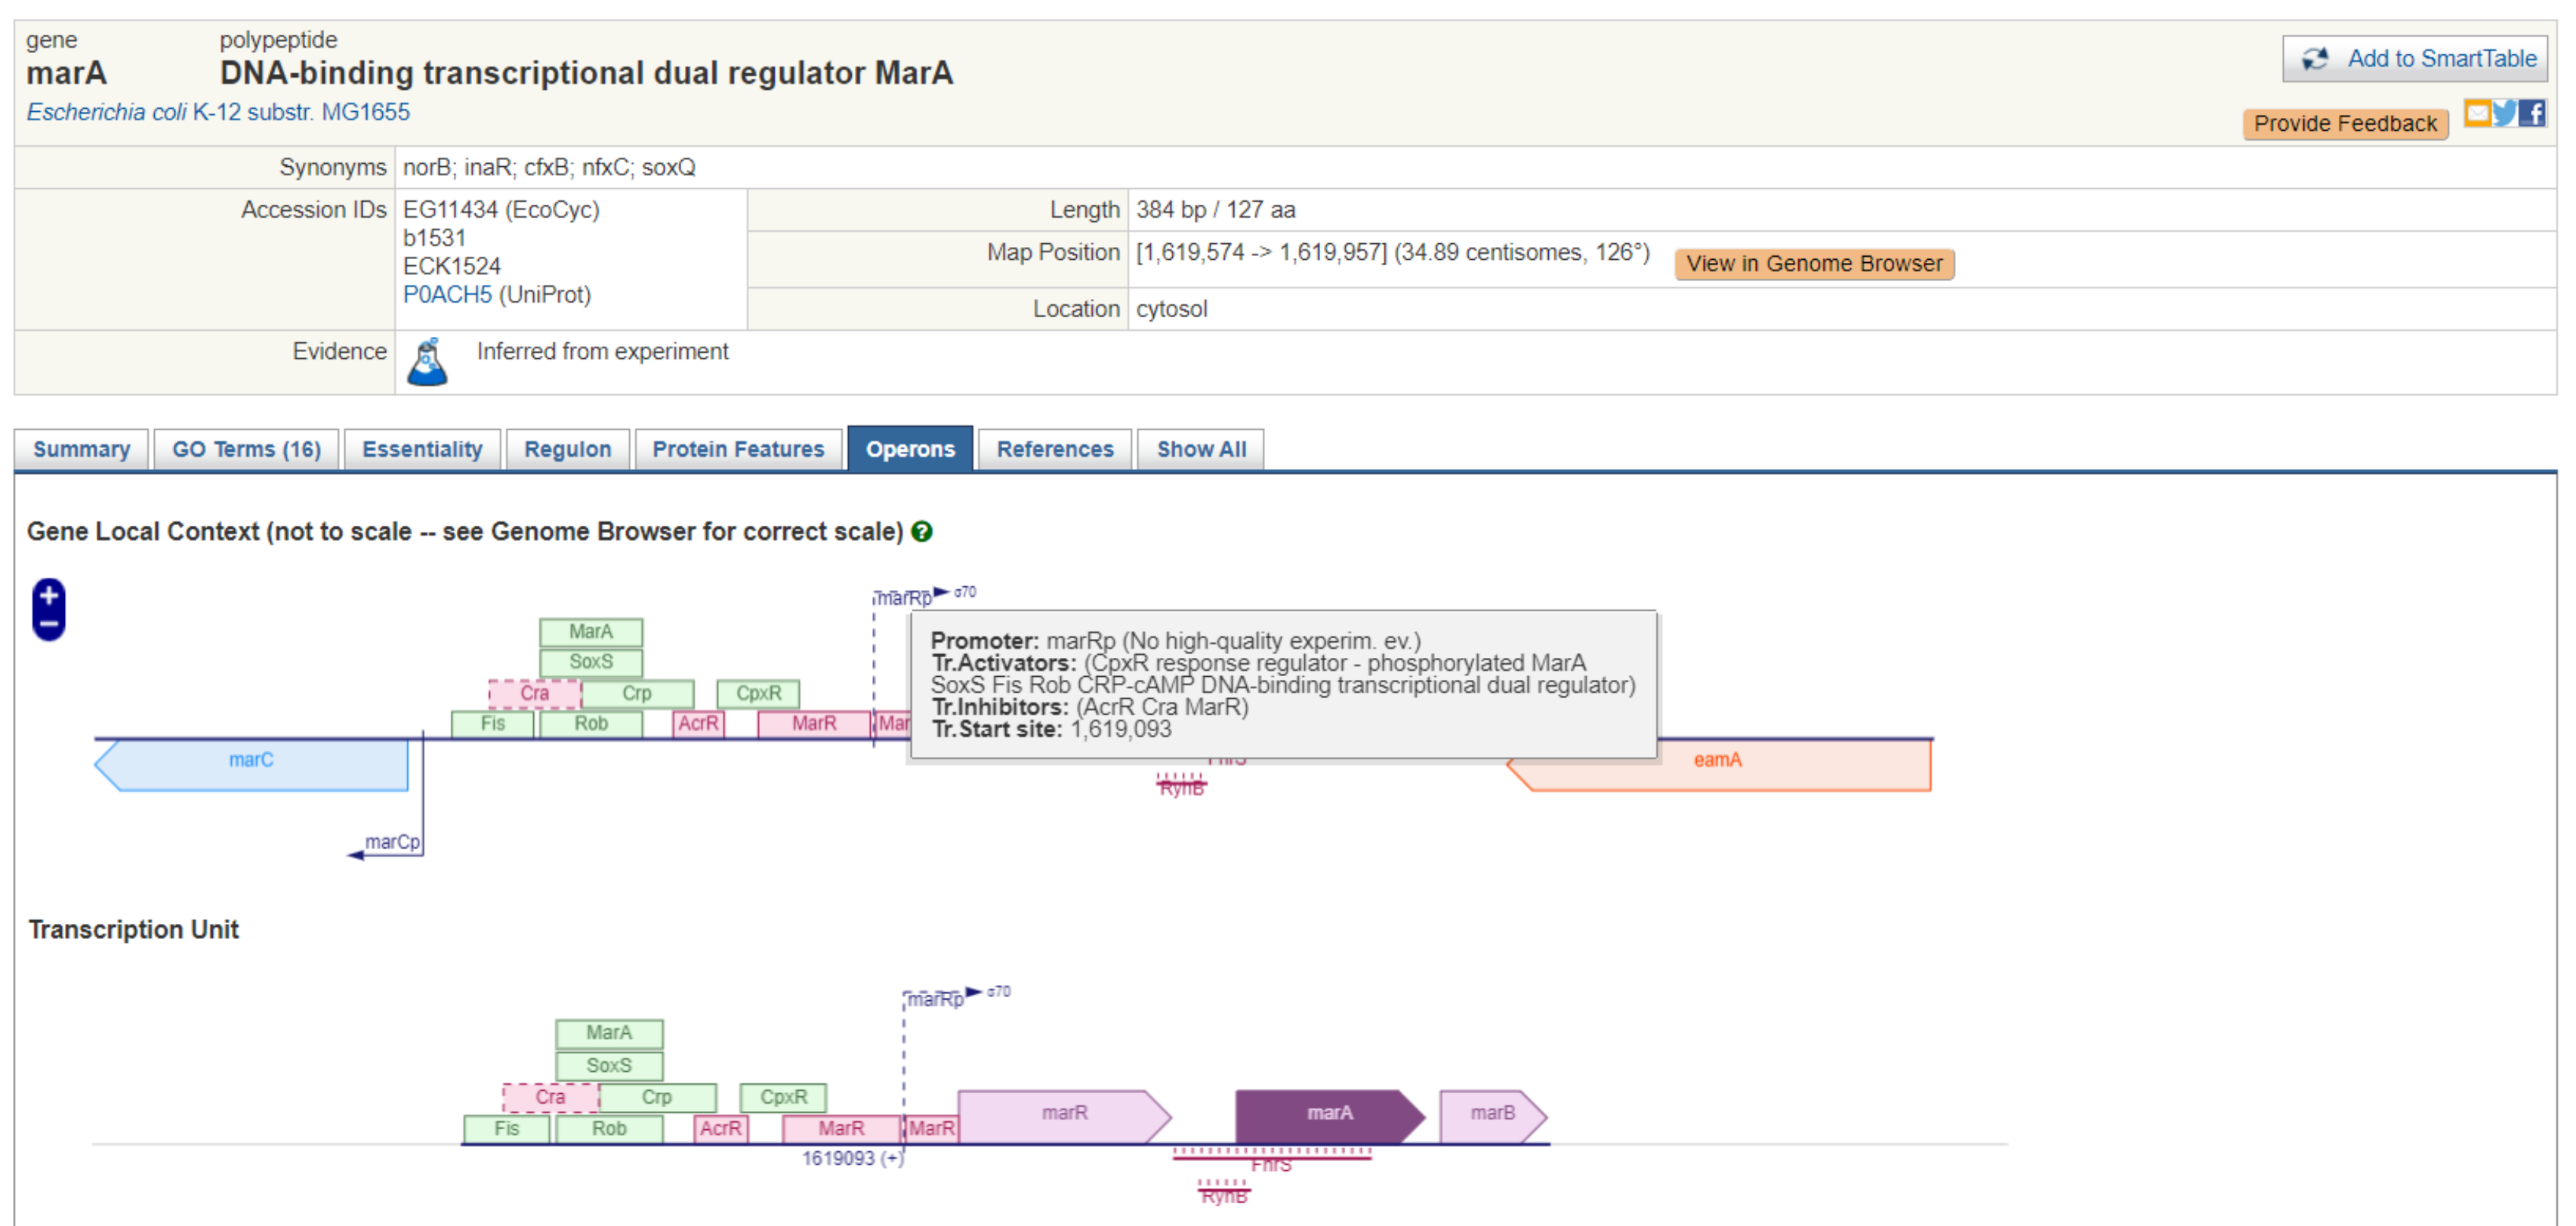 gene polypeptide
marA DNA-binding transcriptional dual regulator MarA
Add to SmartTable
Escherichia coli K-12 substr. MG1655
Provide Feedback
Synonyms norB; inaR; cfxB; nfxC; soxQ
Accession IDs EG11434 (EcoCyc)
b1531
ECK1524
P0ACH5 (UniProt)
Length 384 bp / 127 aa
Map Position [1,619,574 -> 1,619,957] (34.89 centisomes, 126°) View in Genome Browser
Location cytosol
Evidence Inferred from experiment
Summary GO Terms (16) Essentiality Regulon Protein Features Operons References Show All
Gene Local Context (not to scale -- see Genome Browser for correct scale)
marRp σ70
MarA
SoxS
Cra Crp CpxR
Fis Rob AcrR MarR Mar
Promoter: marRp (No high-quality experim. ev.)
Tr.Activators: (CpxR response regulator - phosphorylated MarA
SoxS Fis Rob CRP-cAMP DNA-binding transcriptional dual regulator)
Tr.Inhibitors: (AcrR Cra MarR)
Tr.Start site: 1,619,093
marC eamA
FnrS
RyhB
marCp
Transcription Unit
marRp σ70
MarA
SoxS
Cra Crp CpxR
Fis Rob AcrR MarR MarR marR marA marB
1619093 (+)
FnrS
RyhB